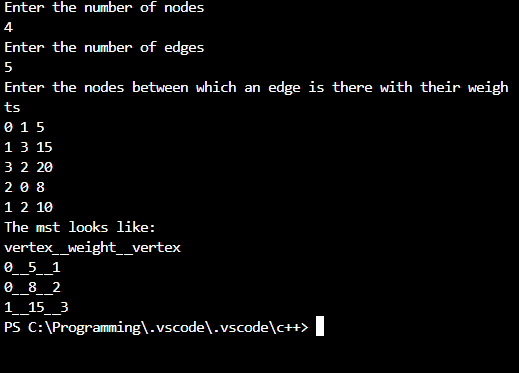 Enter the number of nodes
4
Enter the number of edges
5
Enter the nodes between which an edge is there with their weigh
ts
0 1 5
1 3 15
3 2 20
2 0 8
1 2 10
The mst looks like:
vertex__weight__vertex
0__5__1
0__8__2
1__15__3
PS C:\Programming\.vscode\.vscode\c++>